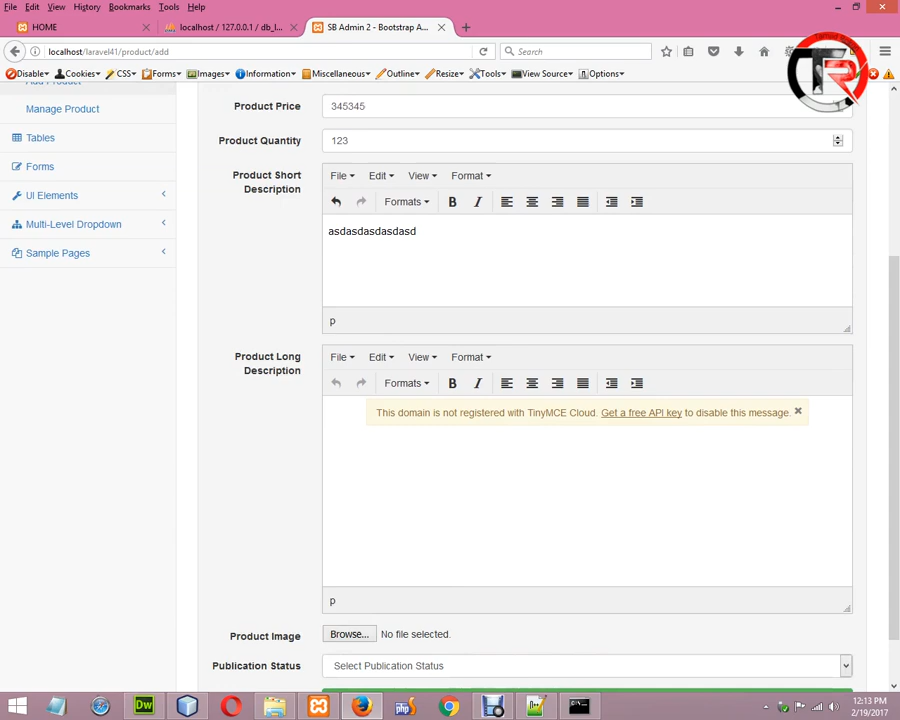 File Edit View History Bookmarks Tools Help
HOME
localhost / 127.0.0.1 / db_l...
SB Admin 2 - Bootstrap A...
localhost/laravel41/product/add
Search
Disable Cookies CSS Forms Images Information Miscellaneous Outline Resize Tools View Source Options
Manage Product
Tables
Forms
UI Elements
Multi-Level Dropdown
Sample Pages
Product Price
345345
Product Quantity
123
Product Short
Description
File Edit View Format
Formats B I
asdasdasdasdasd
p
Product Long
Description
File Edit View Format
Formats B I
This domain is not registered with TinyMCE Cloud. Get a free API key to disable this message.
p
Product Image
Browse... No file selected.
Publication Status
Select Publication Status
Dw
php
12:13 PM
2/19/2017